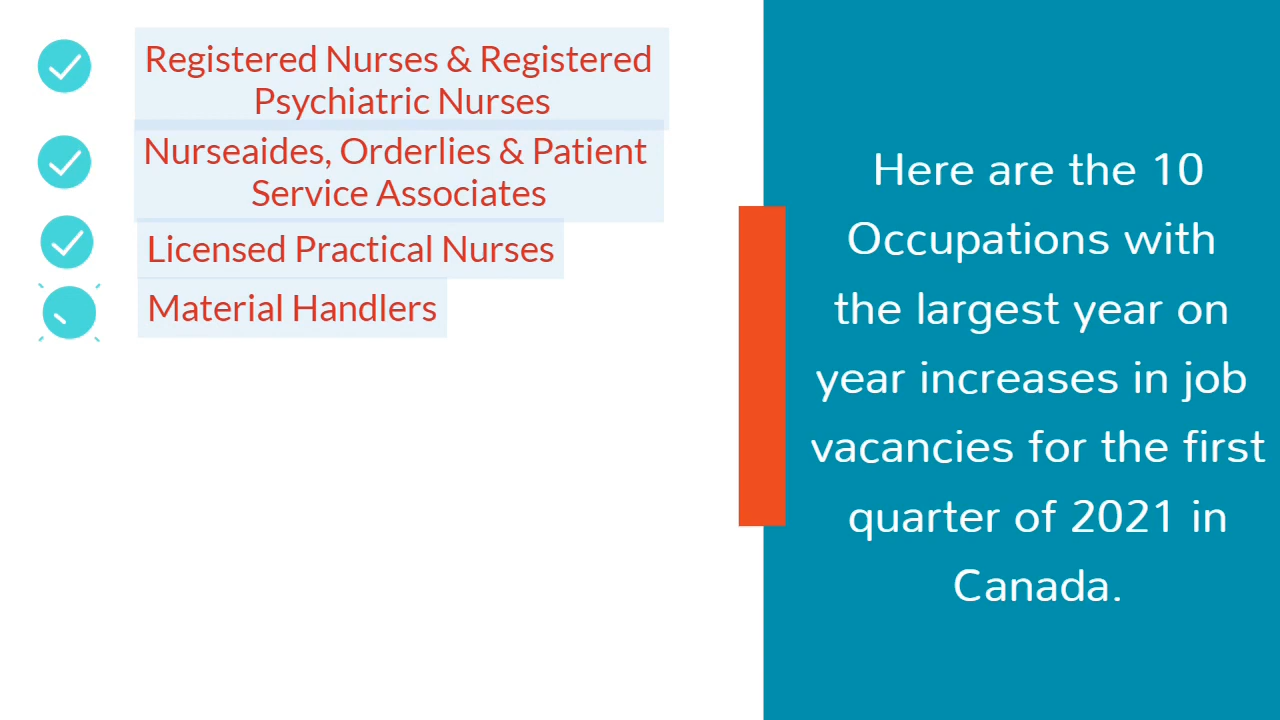 Registered Nurses & Registered
Psychiatric Nurses
Nurseaides, Orderlies & Patient
Service Associates
Licensed Practical Nurses
Material Handlers
Here are the 10
Occupations with
the largest year on
year increases in job
vacancies for the first
quarter of 2021 in
Canada.